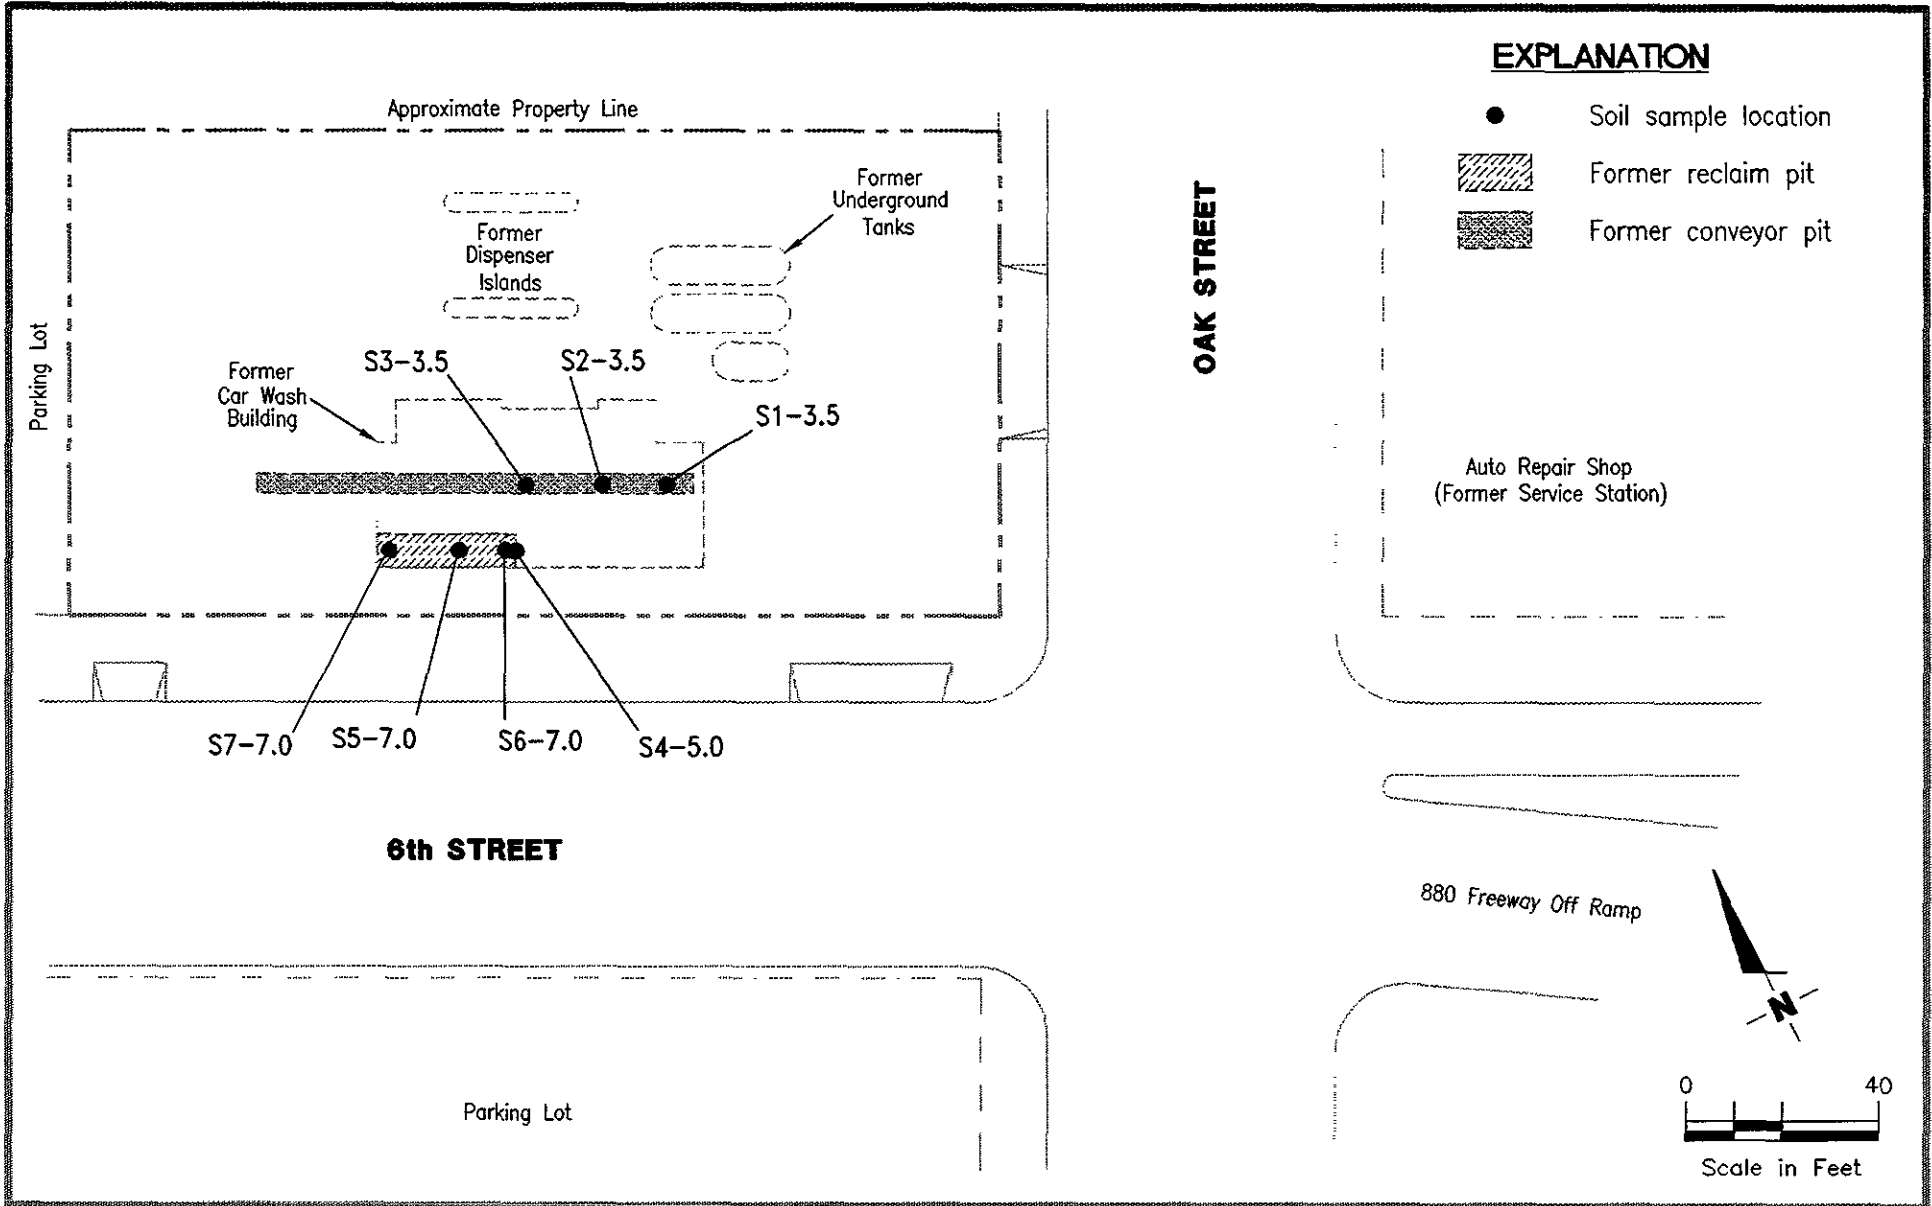 EXPLANATION
Soil sample location
Former reclaim pit
Former conveyor pit
Approximate Property Line
Former
Underground
Tanks
Former
Dispenser
Islands
Parking Lot
OAK STREET
S3-3.5
S2-3.5
S1-3.5
Former
Car Wash
Building
Auto Repair Shop
(Former Service Station)
S7-7.0
S5-7.0
S6-7.0
S4-5.0
6th STREET
880 Freeway Off Ramp
N
Parking Lot
0
40
Scale in Feet